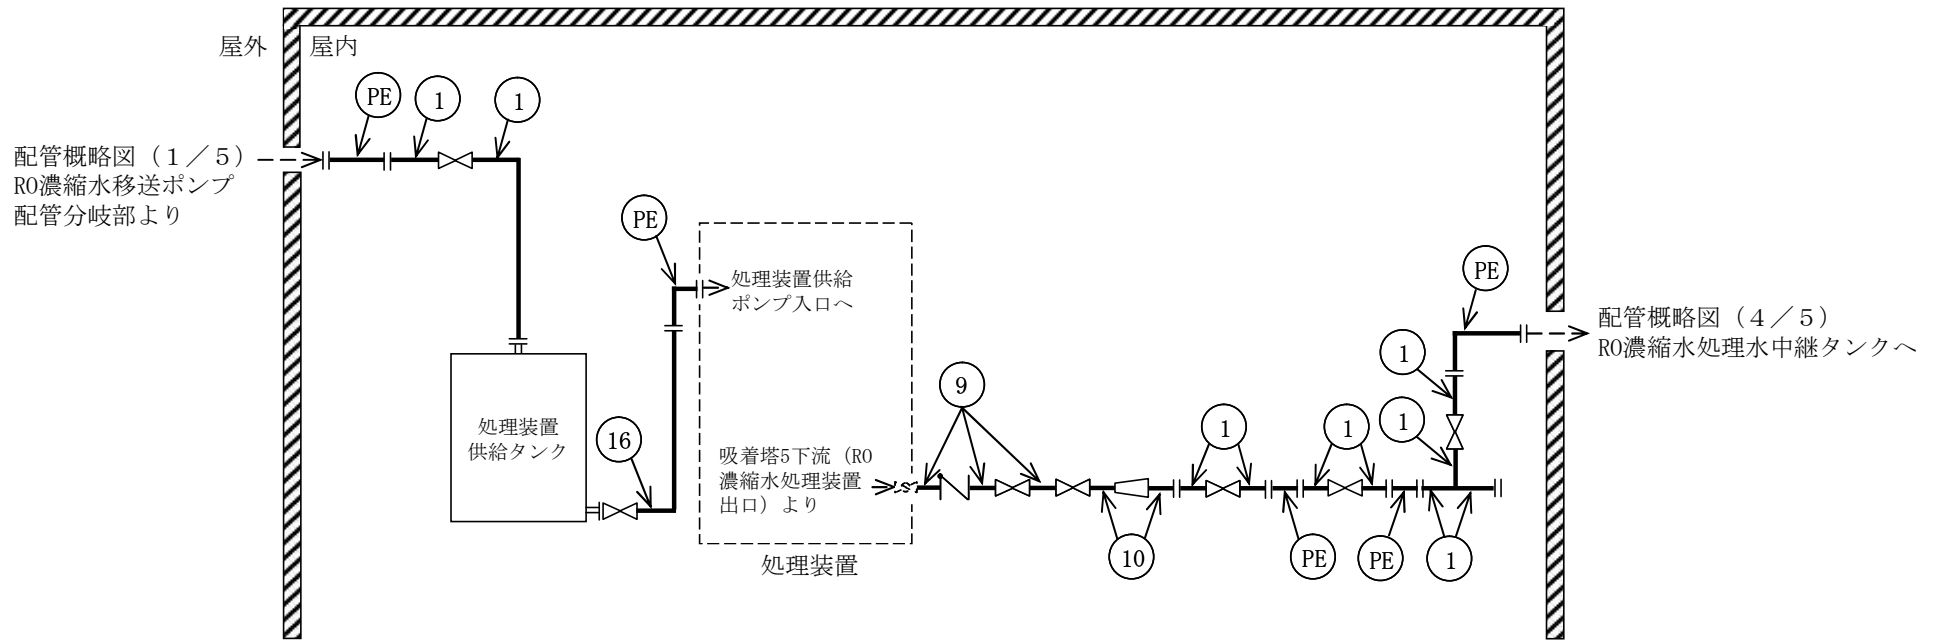 屋外
屋内
PE
1
1
配管概略図（１／５）
RO濃縮水移送ポンプ
配管分岐部より
PE
処理装置供給
ポンプ入口へ
PE
配管概略図（４／５）
RO濃縮水処理水中継タンクへ
1
9
1
1
1
処理装置
供給タンク
16
吸着塔5下流（RO
濃縮水処理装置
出口）より
10
PE
PE
1
処理装置